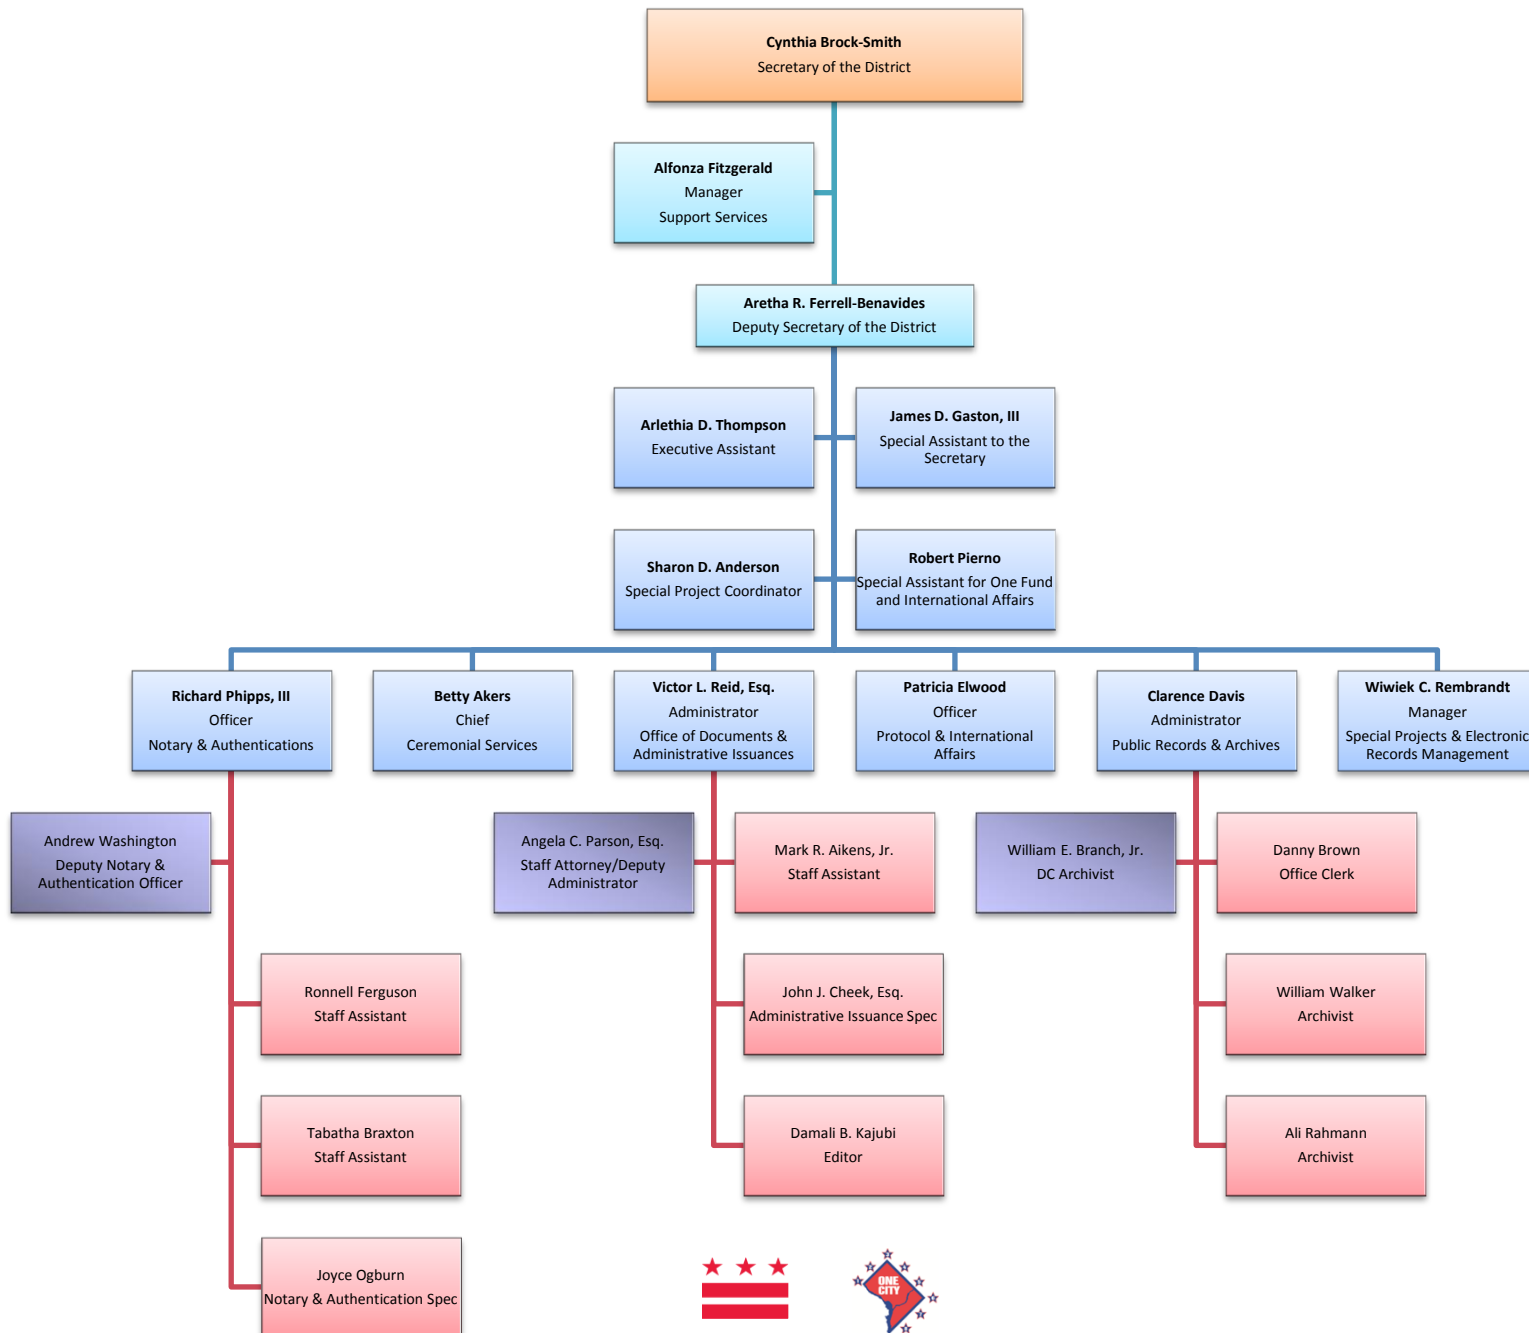 Cynthia Brock-Smith
Secretary of the District
Alfonza Fitzgerald
Manager
Support Services
Aretha R. Ferrell-Benavides
Deputy Secretary of the District
Arlethia D. Thompson
Executive Assistant
James D. Gaston, III
Special Assistant to the
Secretary
Sharon D. Anderson
Special Project Coordinator
Robert Pierno
Special Assistant for One Fund
and International Affairs
Richard Phipps, III
Officer
Notary & Authentications
Betty Akers
Chief
Ceremonial Services
Victor L. Reid, Esq.
Administrator
Office of Documents &
Administrative Issuances
Patricia Elwood
Officer
Protocol & International
Affairs
Clarence Davis
Administrator
Public Records & Archives
Wiwiek C. Rembrandt
Manager
Special Projects & Electronic
Records Management
Andrew Washington
Deputy Notary &
Authentication Officer
Angela C. Parson, Esq.
Staff Attorney/Deputy
Administrator
Mark R. Aikens, Jr.
Staff Assistant
William E. Branch, Jr.
DC Archivist
Danny Brown
Office Clerk
Ronnell Ferguson
Staff Assistant
John J. Cheek, Esq.
Administrative Issuance Spec
William Walker
Archivist
Tabatha Braxton
Staff Assistant
Damali B. Kajubi
Editor
Ali Rahmann
Archivist
Joyce Ogburn
Notary & Authentication Spec
ONE
CITY